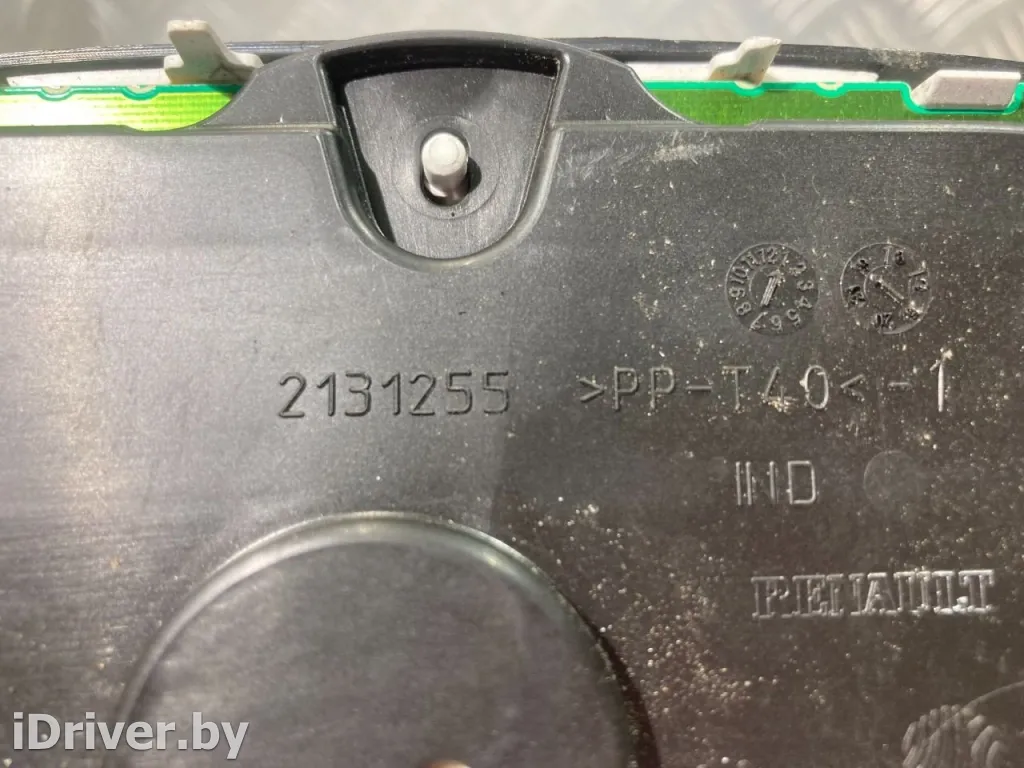 2131255 >PP-T40<-1
IND
RENAULT
iDriver.by